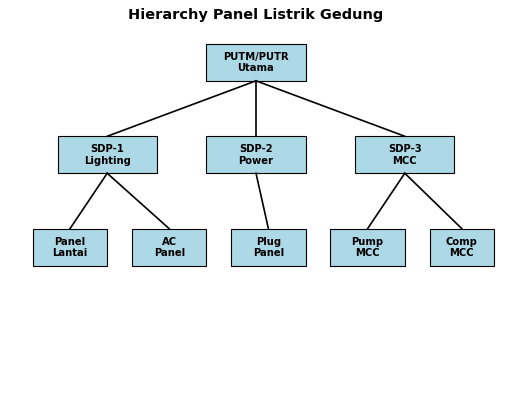 Hierarchy Panel Listrik Gedung
PUTM/PUTR
Utama
SDP-1
Lighting
SDP-2
Power
SDP-3
MCC
Panel
Lantai
AC
Panel
Plug
Panel
Pump
MCC
Comp
MCC